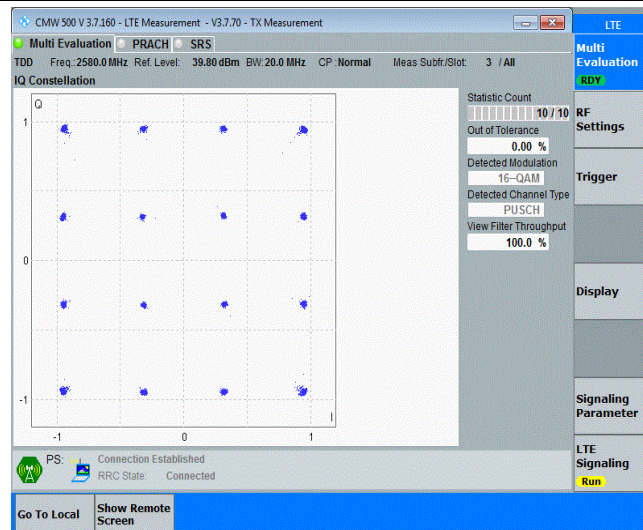 CMW 500 V 3.7.160 - LTE Measurement - V3.7.70 - TX Measurement
LTE
Multi Evaluation PRACH SRS
Multi
Evaluation
RDY
TDD Freq.:2580.0 MHz Ref. Level: 39.80 dBm BW:20.0 MHz CP :Normal Meas Subfr./Slot: 3 / All
IQ Constellation
Q
1
0
-1
-1
0
1
I
Statistic Count
10 / 10
Out of Tolerance
0.00 %
Detected Modulation
16-QAM
Detected Channel Type
PUSCH
View Filter Throughput
100.0 %
RF
Settings
Trigger
Display
Signaling
Parameter
LTE
Signaling
Run
PS: Connection Established
RRC State: Connected
Go To Local
Show Remote
Screen